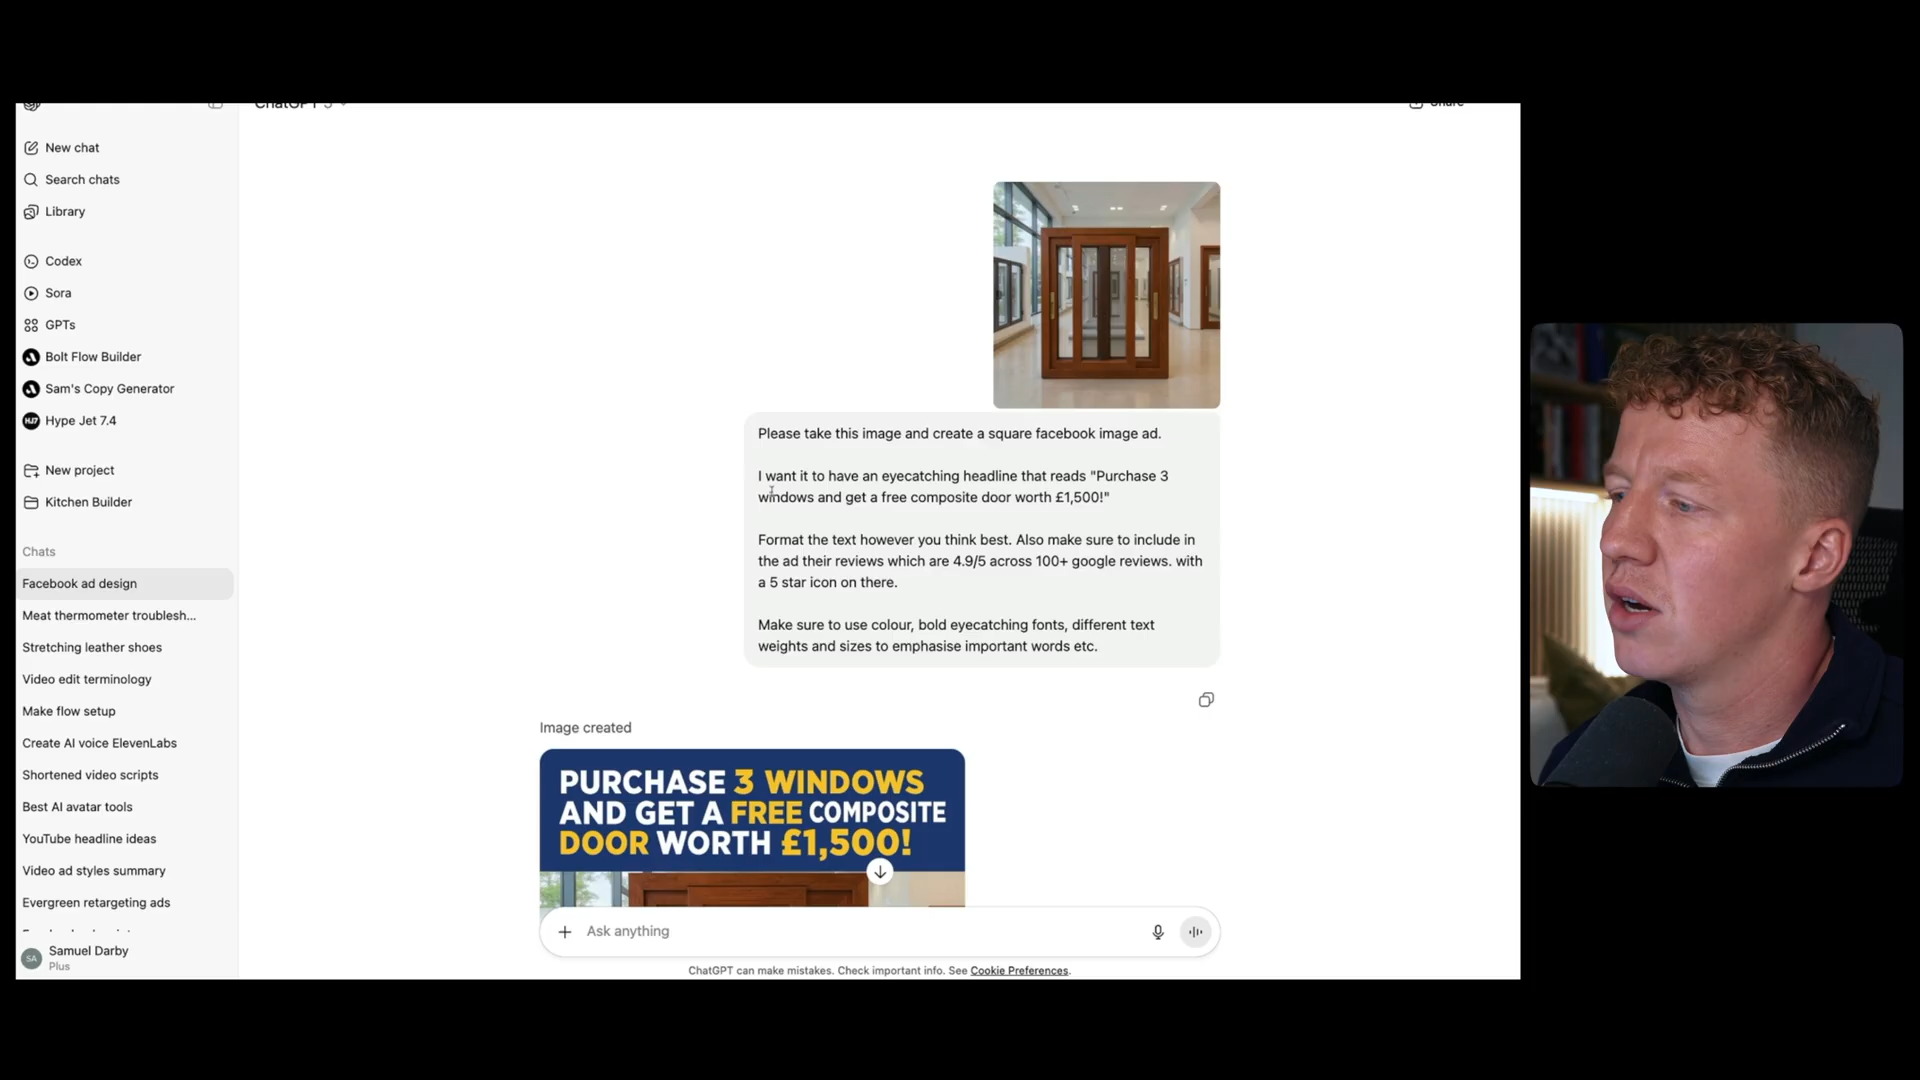 ChatGPT 5
Share
New chat
Search chats
Library
Codex
Sora
GPTs
Bolt Flow Builder
Sam's Copy Generator
HJ7
Hype Jet 7.4
New project
Kitchen Builder
Chats
Facebook ad design
Meat thermometer troublesh...
Stretching leather shoes
Video edit terminology
Make flow setup
Create AI voice ElevenLabs
Shortened video scripts
Best AI avatar tools
YouTube headline ideas
Video ad styles summary
Evergreen retargeting ads
SA
Samuel Darby
Plus
Please take this image and create a square facebook image ad.
I want it to have an eyecatching headline that reads "Purchase 3
windows and get a free composite door worth £1,500!"
Format the text however you think best. Also make sure to include in
the ad their reviews which are 4.9/5 across 100+ google reviews. with
a 5 star icon on there.
Make sure to use colour, bold eyecatching fonts, different text
weights and sizes to emphasise important words etc.
Image created
PURCHASE 3 WINDOWS
AND GET A FREE COMPOSITE
DOOR WORTH £1,500!
Ask anything
ChatGPT can make mistakes. Check important info. See Cookie Preferences.